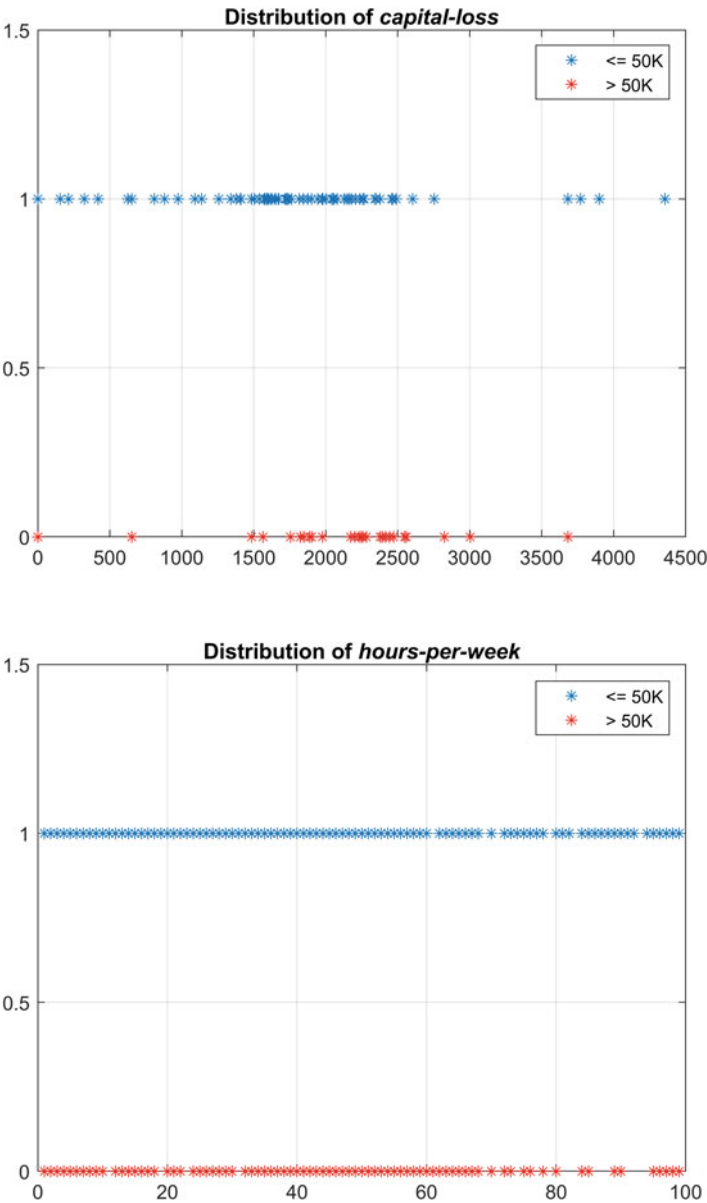 Distribution of capital-loss
1.5
<= 50K
> 50K
1
0.5
0
0 500 1000 1500 2000 2500 3000 3500 4000 4500
Distribution of hours-per-week
1.5
<= 50K
> 50K
1
0.5
0
0 20 40 60 80 100